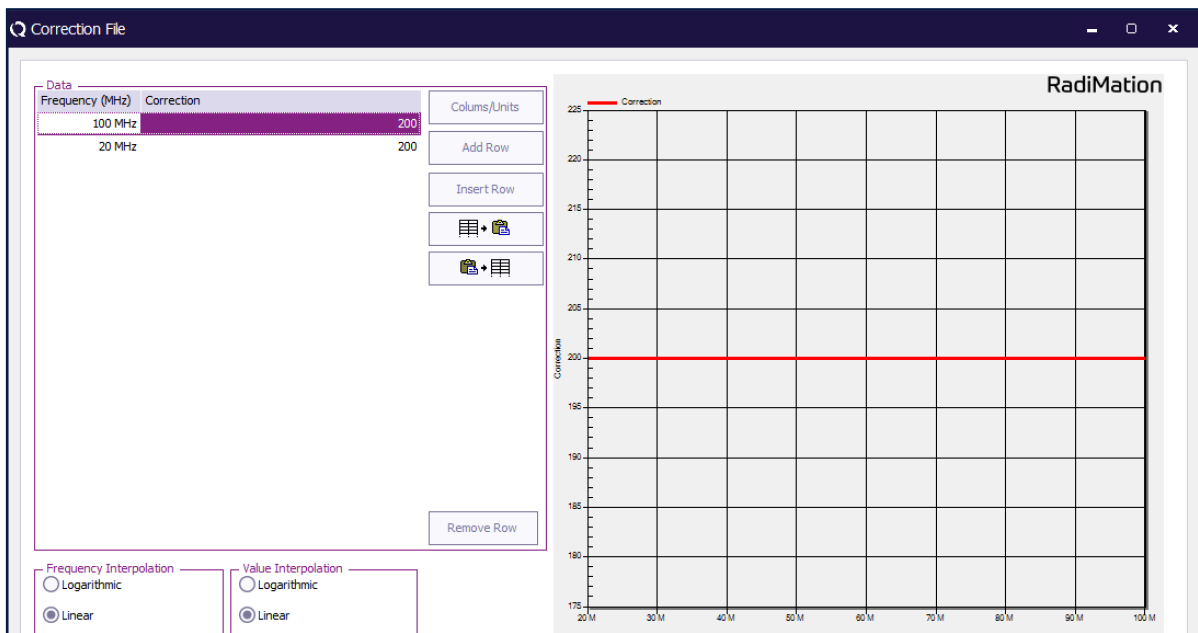 Correction File
Data
Frequency (MHz) Correction
100 MHz 200
20 MHz 200
Colums/Units
Add Row
Insert Row
Remove Row
Frequency Interpolation
Logarithmic
Linear
Value Interpolation
Logarithmic
Linear
RadiMation
Correction
225
220
215
210
205
200
195
190
185
180
175
Correction
20 M 30 M 40 M 50 M 60 M 70 M 80 M 90 M 100 M